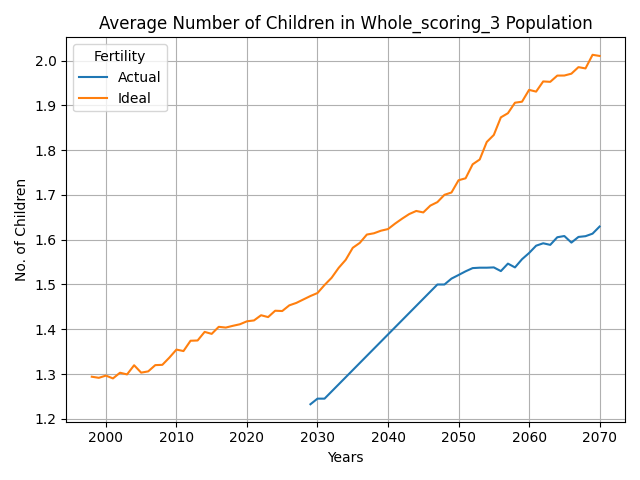 Average Number of Children in Whole_scoring_3 Population
Fertility
Actual
Ideal
No. of Children
2.0
1.9
1.8
1.7
1.6
1.5
1.4
1.3
1.2
2000 2010 2020 2030 2040 2050 2060 2070
Years